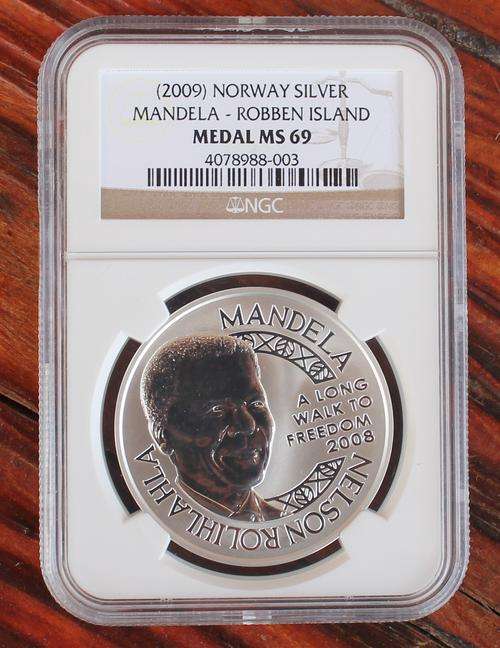 (2009) NORWAY SILVER
MANDELA - ROBBEN ISLAND
MEDAL MS 69
4078988-003
NGC
MANDELA
A LONG
WALK TO
FREEDOM
2008
NELSON ROLIHLAHLA